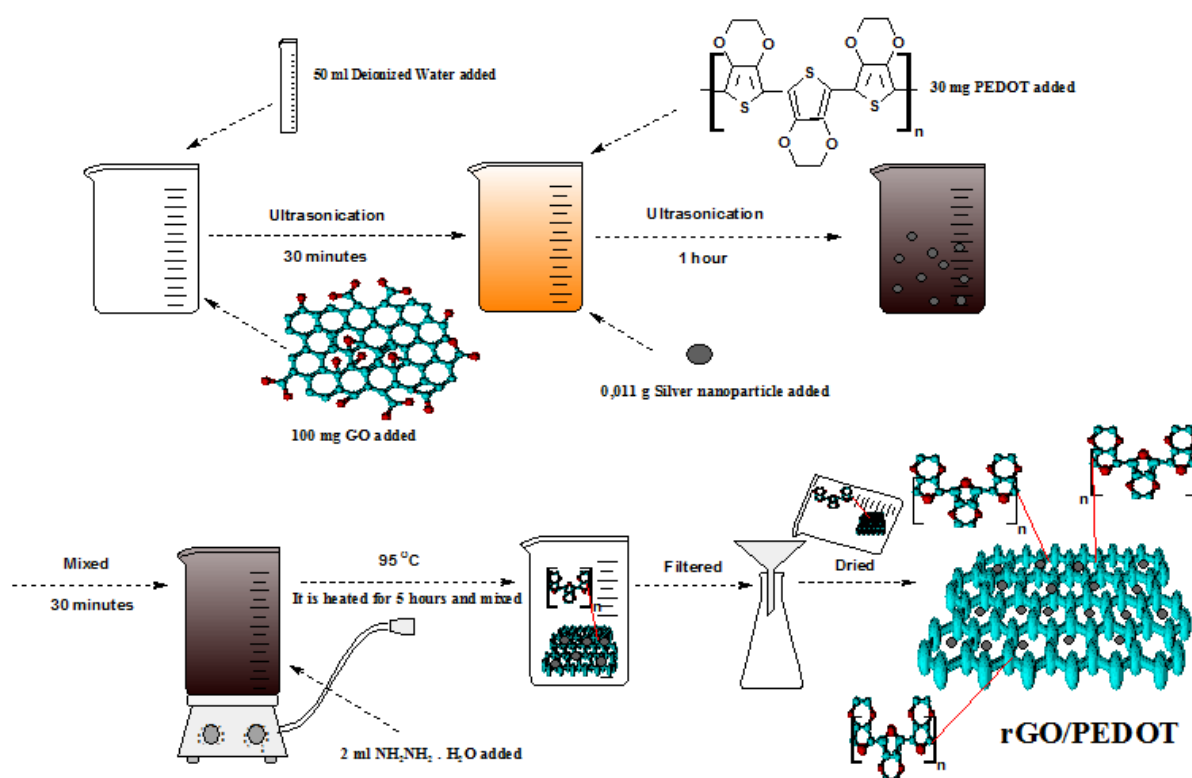 50 ml Deionized Water added
O
O
S
S
O
O
O
O
S
n
30 mg PEDOT added
Ultrasonication
30 minutes
Ultrasonication
1 hour
100 mg GO added
0,011 g Silver nanoparticle added
Mixed
30 minutes
95 °C
It is heated for 5 hours and mixed
2 ml NH₂NH₂ . H₂O added
n
Filtered
Dried
n
n
n
rGO/PEDOT